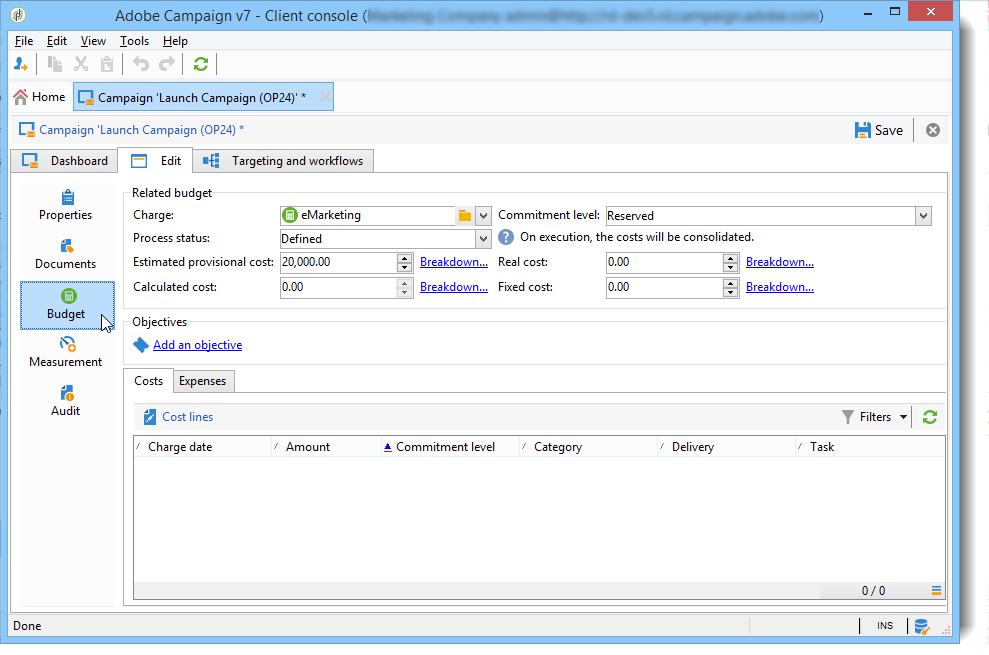 Adobe Campaign v7 - Client console (
File Edit View Tools Help
Home Campaign 'Launch Campaign (OP24)' *
Campaign 'Launch Campaign (OP24) * Save
Dashboard Edit Targeting and workflows
Properties
Documents
Budget
Measurement
Audit
Related budget
Charge: eMarketing Commitment level: Reserved
Process status: Defined ? On execution, the costs will be consolidated.
Estimated provisional cost: 20,000.00 Breakdown... Real cost: 0.00 Breakdown...
Calculated cost: 0.00 Breakdown... Fixed cost: 0.00 Breakdown...
Objectives
Add an objective
Costs Expenses
Cost lines Filters
Charge date Amount Commitment level Category Delivery Task
0 / 0
Done INS